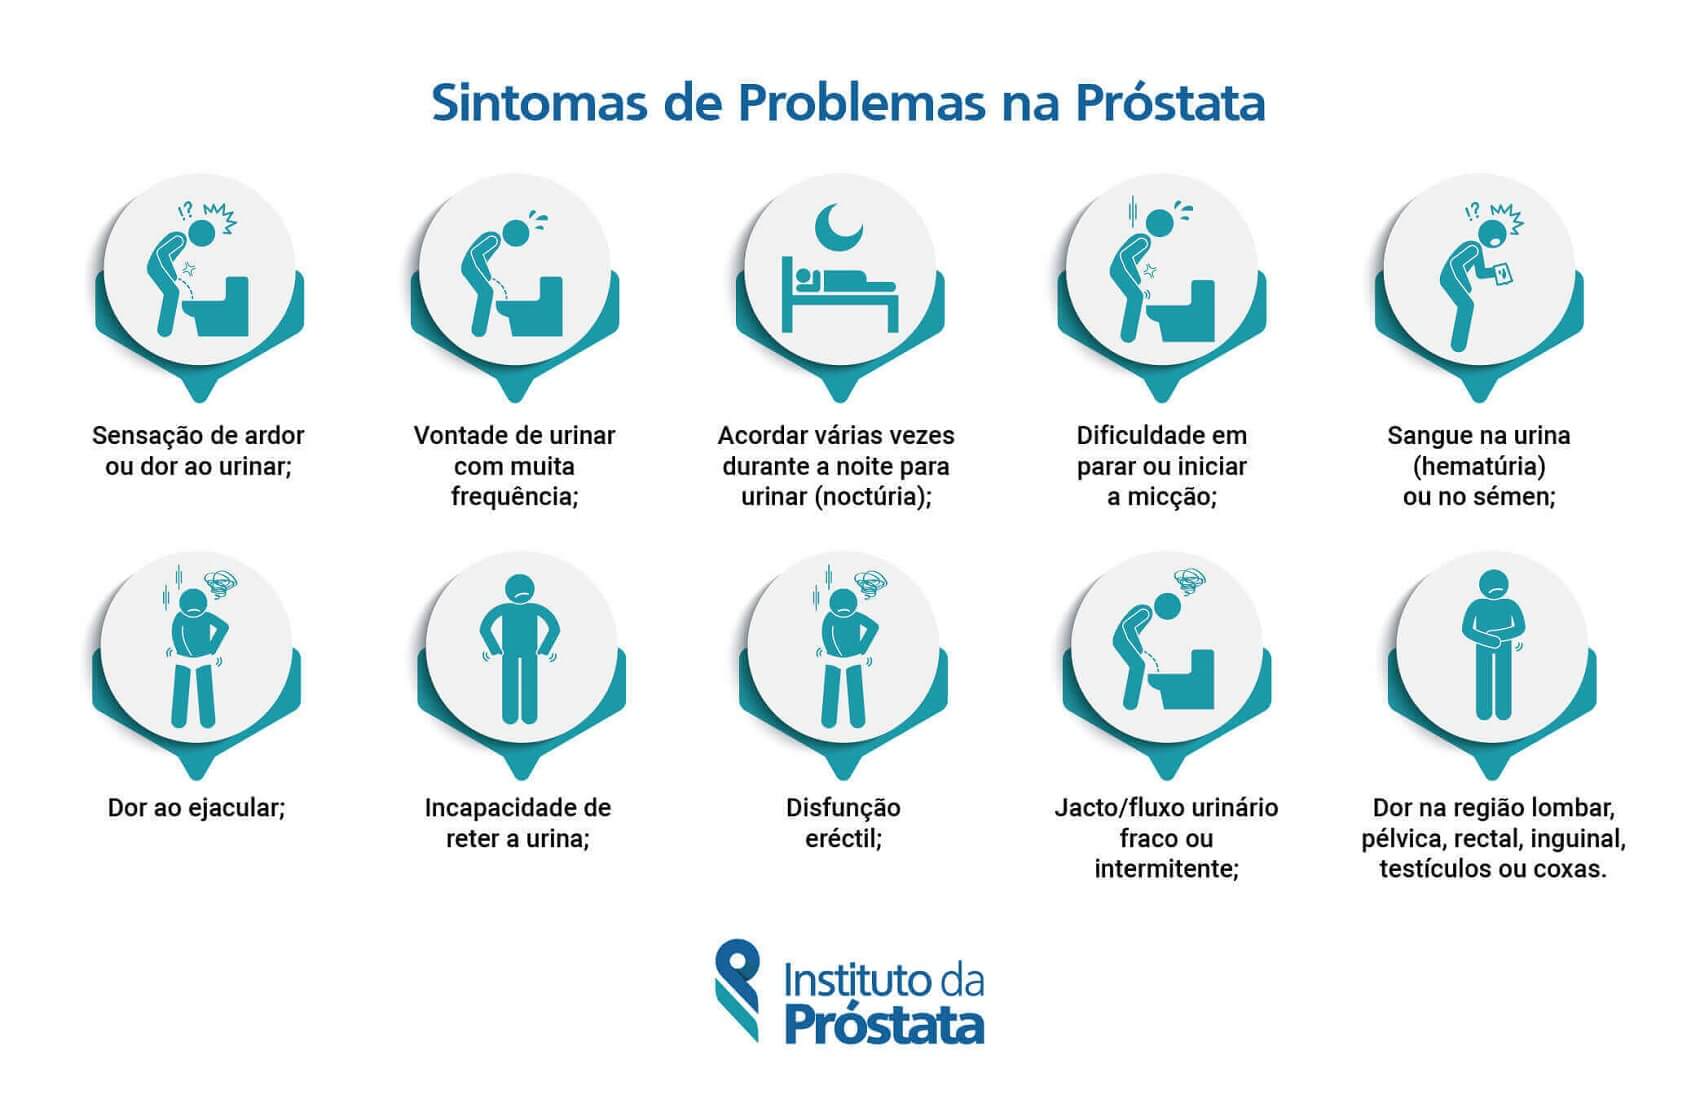 Sintomas de Problemas na Próstata
!?
!?
Sensação de ardor
ou dor ao urinar;
Vontade de urinar
com muita
frequência;
Acordar várias vezes
durante a noite para
urinar (noctúria);
Dificuldade em
parar ou iniciar
a micção;
Sangue na urina
(hematúria)
ou no sémen;
Dor ao ejacular;
Incapacidade de
reter a urina;
Disfunção
eréctil;
Jacto/fluxo urinário
fraco ou
intermitente;
Dor na região lombar,
pélvica, rectal, inguinal,
testículos ou coxas.
Instituto da
Próstata